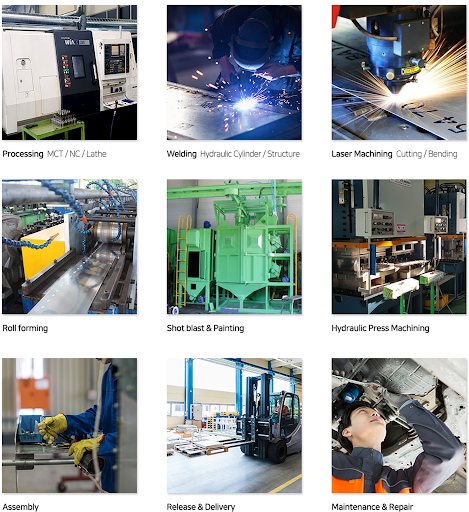 WIA
Processing MCT / NC / Lathe
Welding Hydraulic Cylinder / Structure
Laser Machining Cutting / Bending
Roll forming
Shot blast & Painting
Hydraulic Press Machining
Assembly
Release & Delivery
Maintenance & Repair